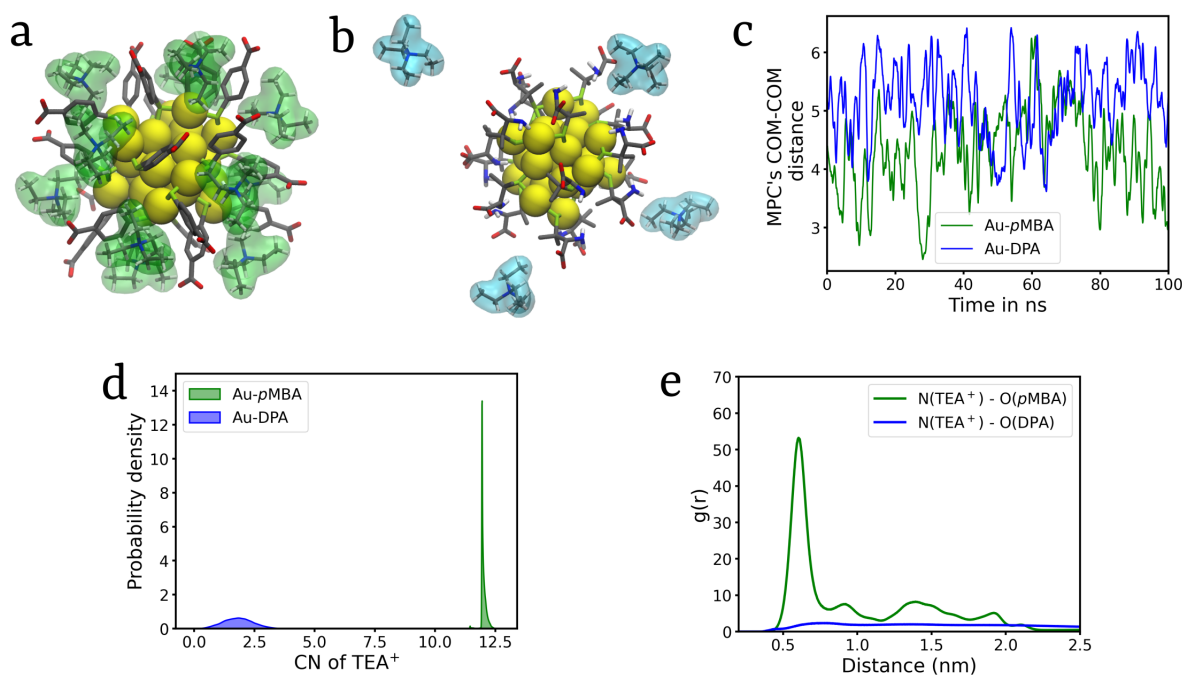 a
b
c
MPC's COM-COM
distance
6
5
4
3
Au-pMBA
Au-DPA
0
20
40
60
80
100
Time in ns
d
Probability density
14
12
10
8
6
4
2
0
Au-pMBA
Au-DPA
0.0
2.5
5.0
7.5
10.0
12.5
CN of TEA⁺
e
g(r)
70
60
50
40
30
20
10
0
N(TEA⁺) - O(pMBA)
N(TEA⁺) - O(DPA)
0.5
1.0
1.5
2.0
2.5
Distance (nm)